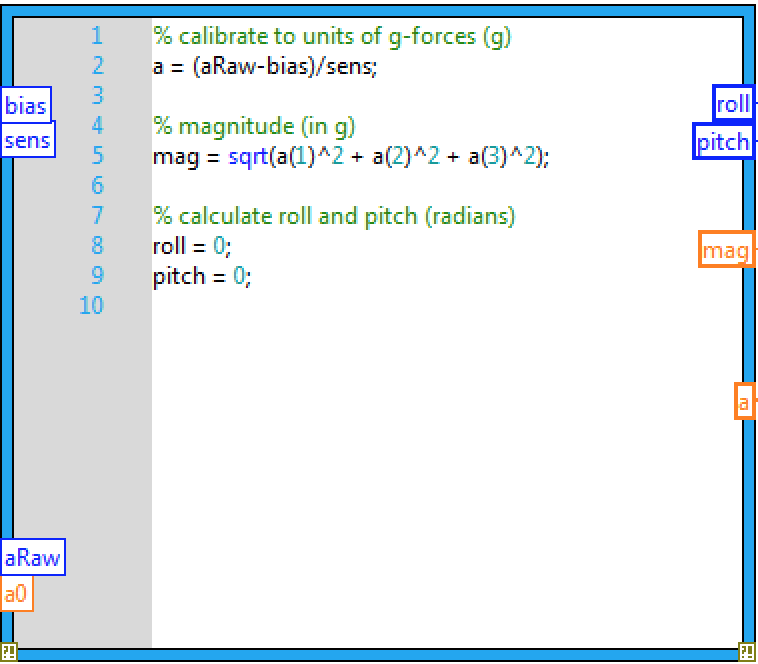 1 % calibrate to units of g-forces (g)
2 a = (aRaw-bias)/sens;
3
bias
roll
4 % magnitude (in g)
sens
pitch
5 mag = sqrt(a(1)^2 + a(2)^2 + a(3)^2);
6
7 % calculate roll and pitch (radians)
8 roll = 0;
mag
9 pitch = 0;
10
a
aRaw
a0